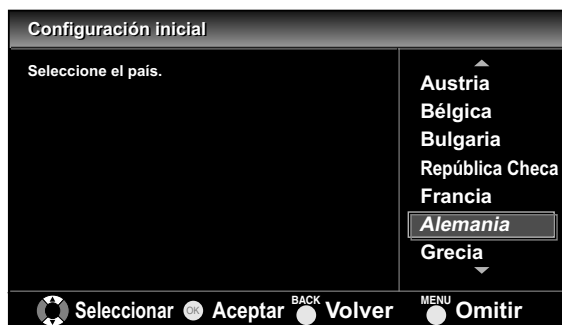 Configuración inicial
Seleccione el país.
Austria
Bélgica
Bulgaria
República Checa
Francia
Alemania
Grecia
Seleccionar OK Aceptar BACK Volver MENU Omitir